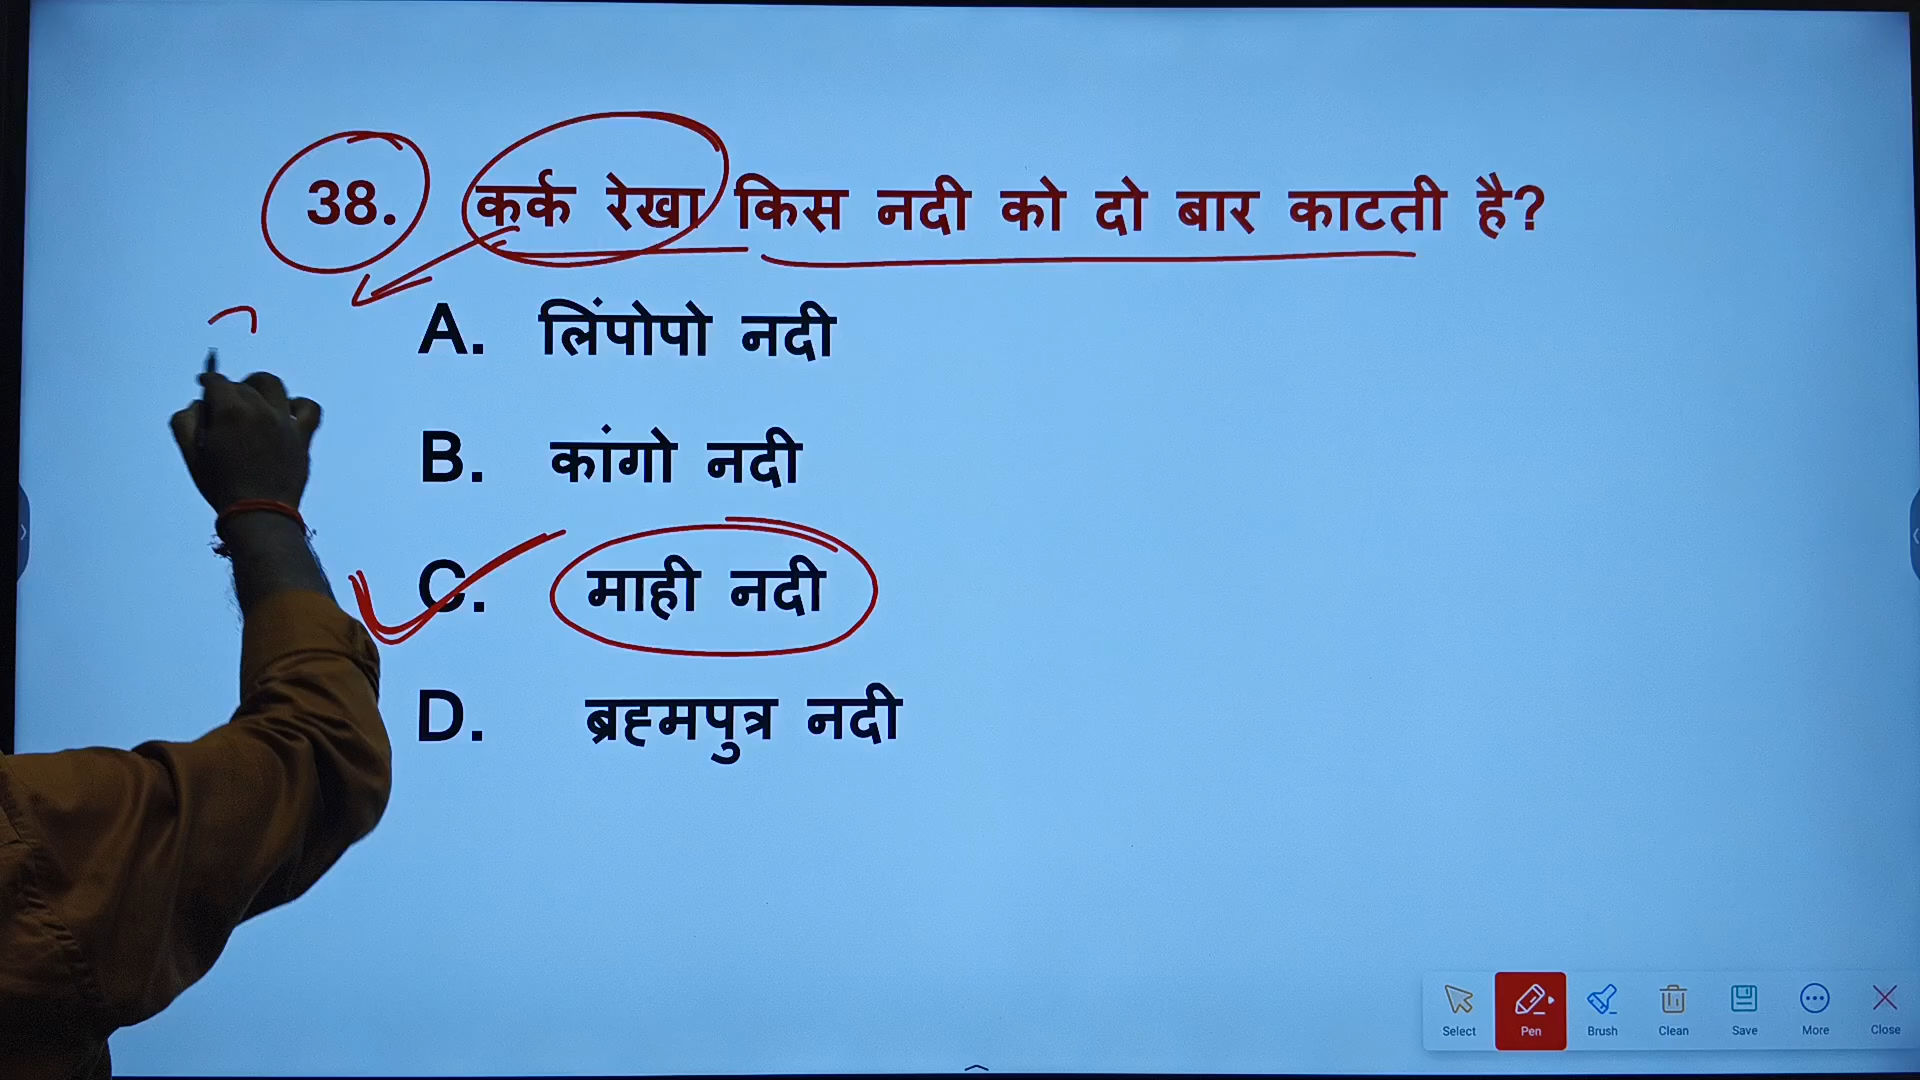 38. कर्क रेखा किस नदी को दो बार काटती है?
A. लिंपोपो नदी
B. कांगो नदी
C. माही नदी
D. ब्रह्मपुत्र नदी
Select Pen Brush Clean Save More Close